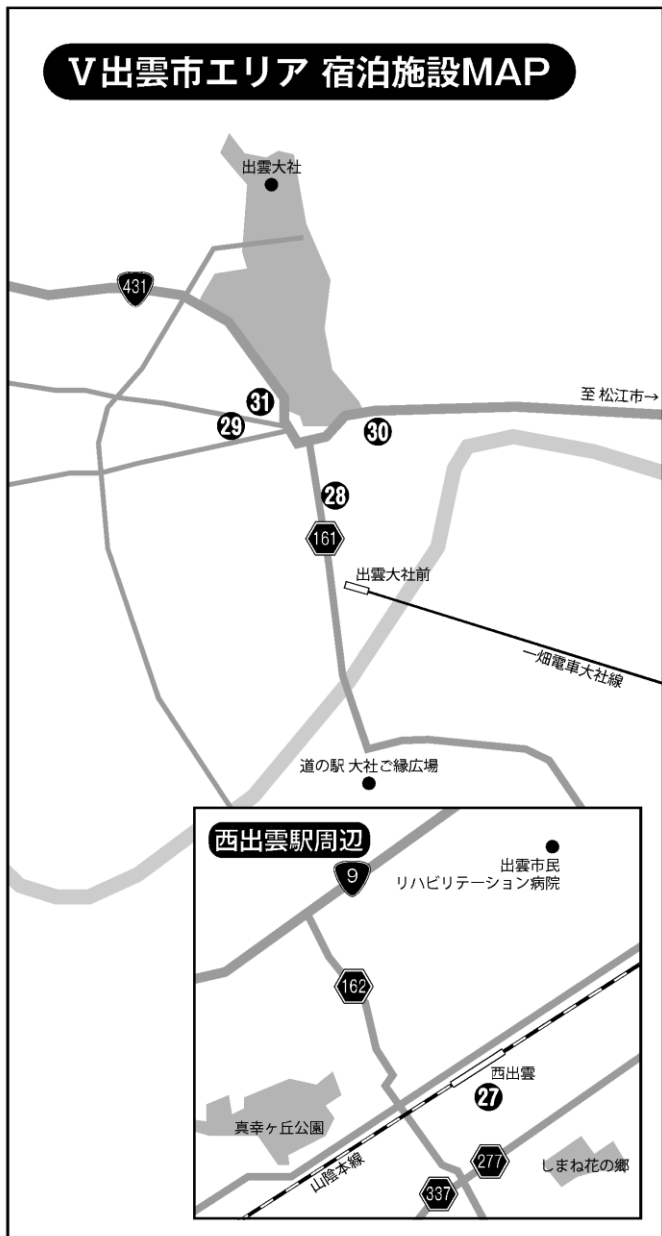 V出雲市エリア 宿泊施設MAP
出雲大社
431
至 松江市→
31
29
30
28
161
出雲大社前
一畑電車大社線
道の駅 大社ご縁広場
西出雲駅周辺
出雲市民
リハビリテーション病院
9
162
西出雲
27
真幸ヶ丘公園
山陰本線
277
しまね花の郷
337